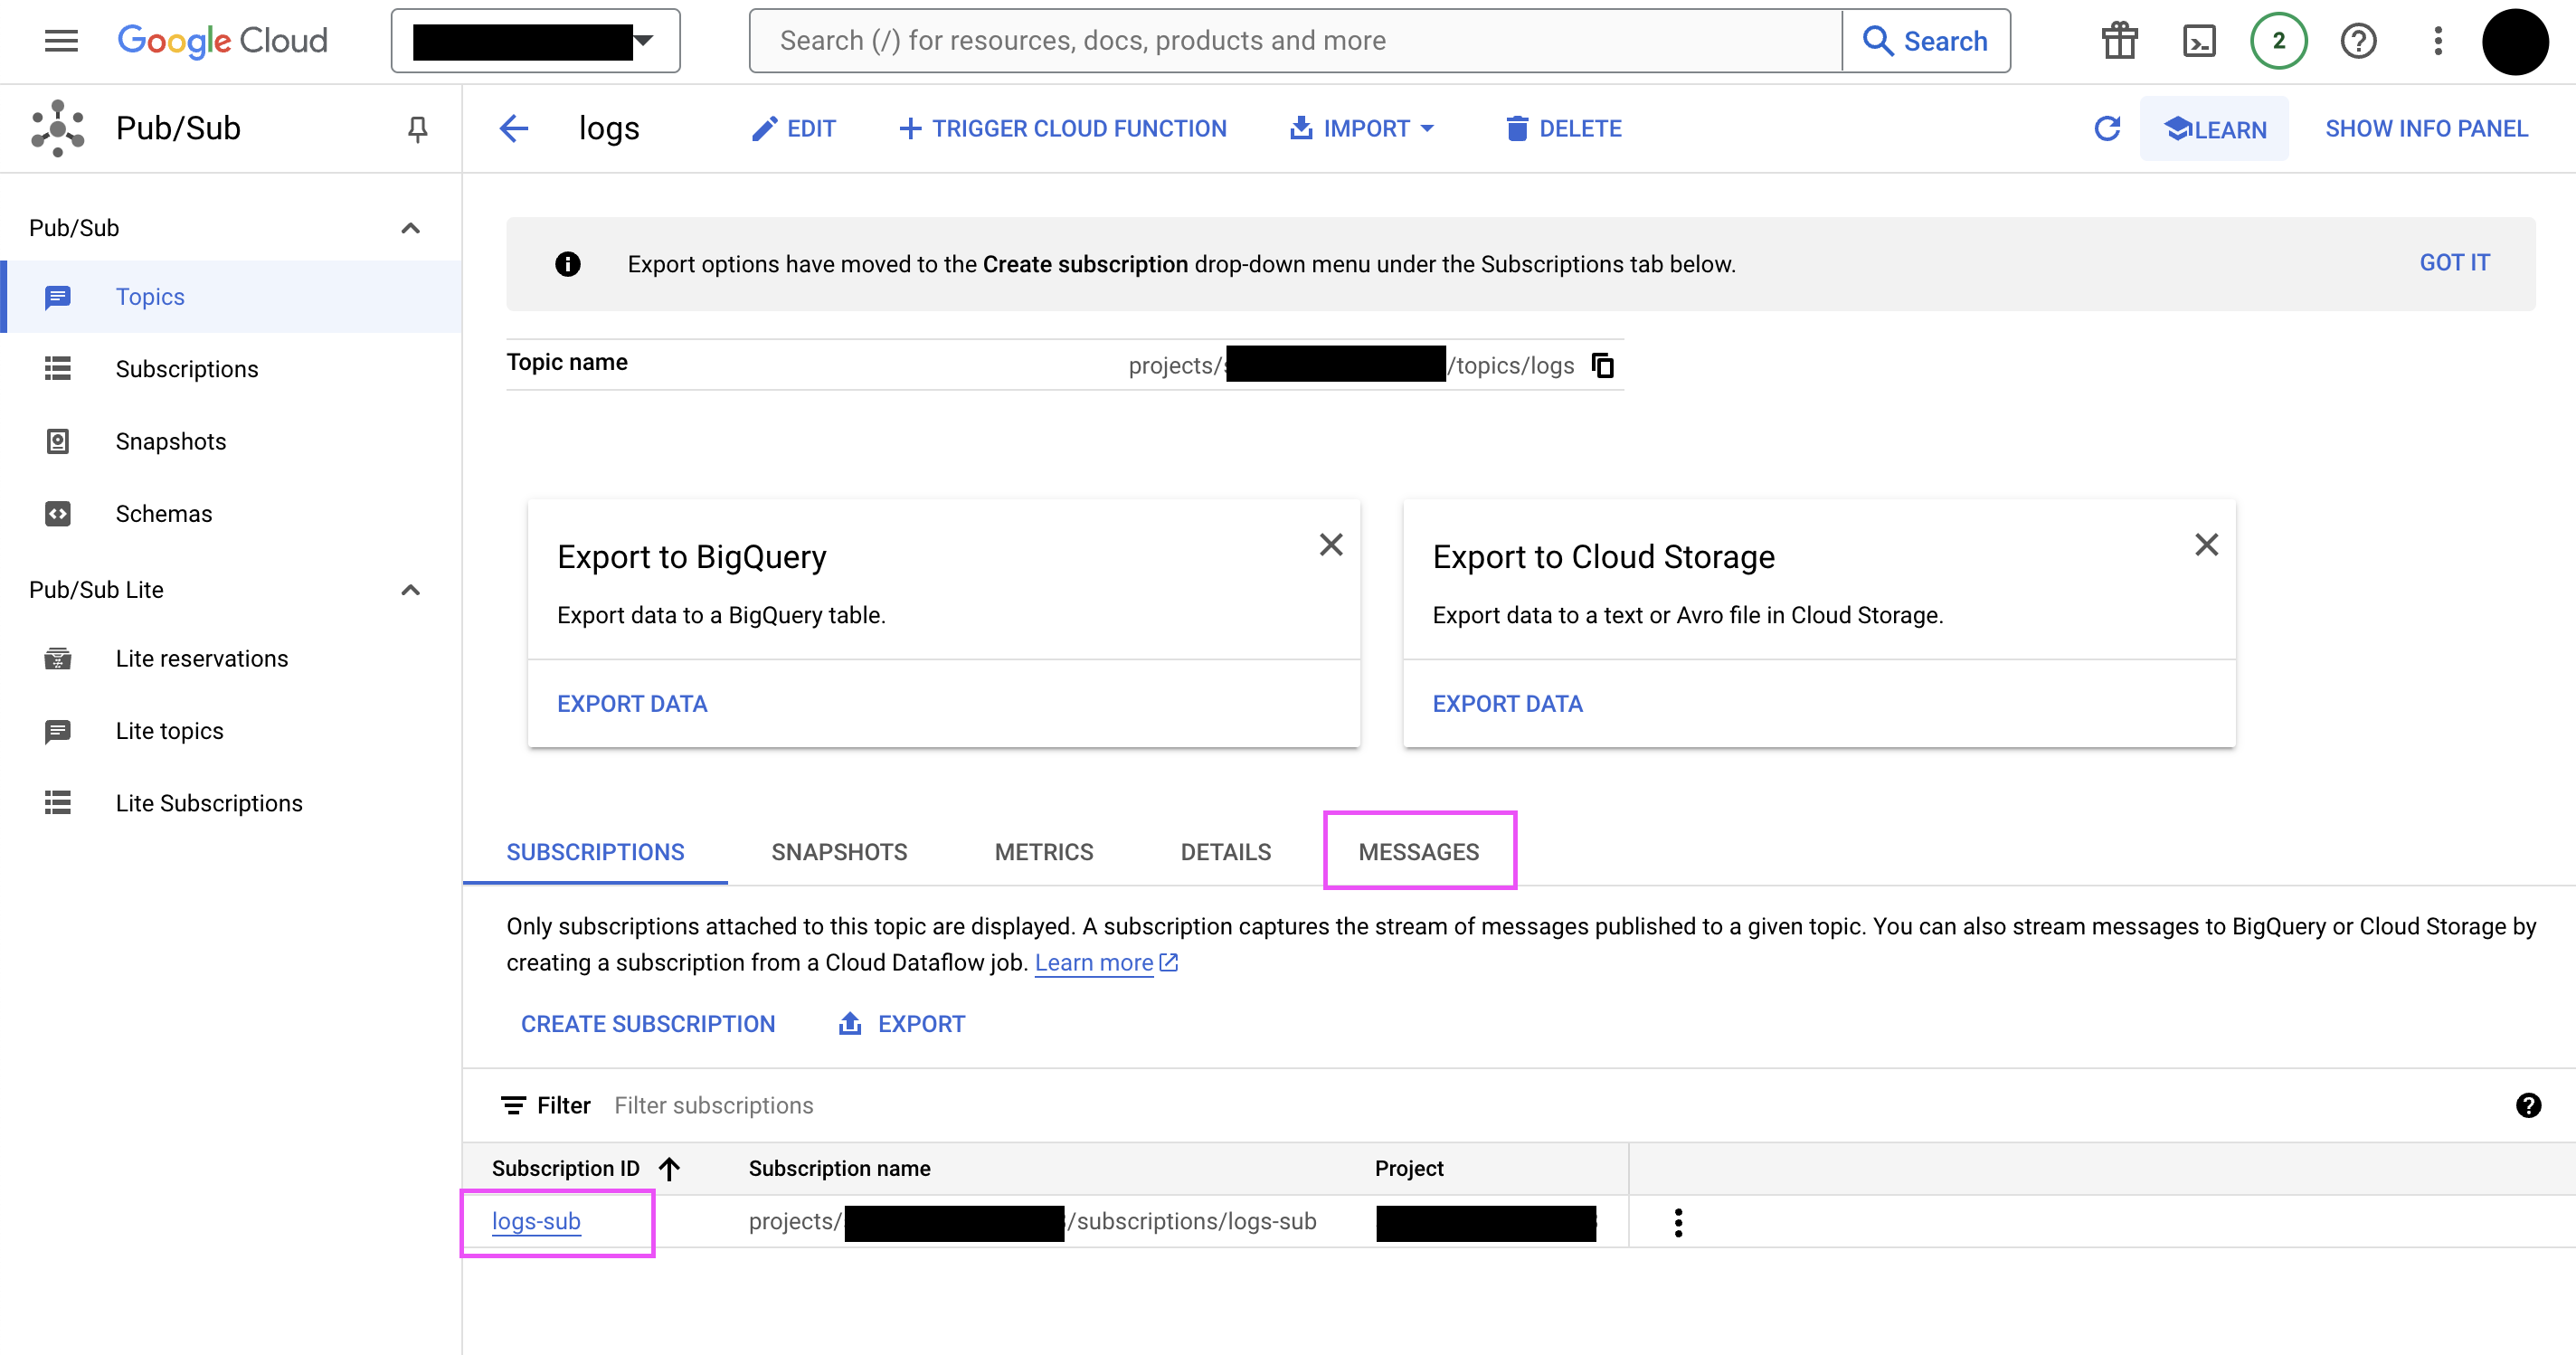 Google Cloud
Search (/) for resources, docs, products and more
Search
2
Pub/Sub
logs
EDIT
TRIGGER CLOUD FUNCTION
IMPORT
DELETE
LEARN
SHOW INFO PANEL
Pub/Sub
Topics
Subscriptions
Snapshots
Schemas
Pub/Sub Lite
Lite reservations
Lite topics
Lite Subscriptions
Export options have moved to the Create subscription drop-down menu under the Subscriptions tab below.
GOT IT
Topic name
projects/
/topics/logs
Export to BigQuery
Export data to a BigQuery table.
EXPORT DATA
Export to Cloud Storage
Export data to a text or Avro file in Cloud Storage.
EXPORT DATA
SUBSCRIPTIONS
SNAPSHOTS
METRICS
DETAILS
MESSAGES
Only subscriptions attached to this topic are displayed. A subscription captures the stream of messages published to a given topic. You can also stream messages to BigQuery or Cloud Storage by
creating a subscription from a Cloud Dataflow job. Learn more
CREATE SUBSCRIPTION
EXPORT
Filter
Filter subscriptions
Subscription ID
Subscription name
Project
logs-sub
projects/
/subscriptions/logs-sub